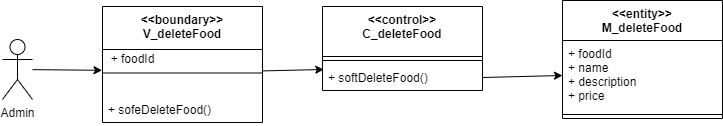 <<boundary>>
V_deleteFood
+ foodId
+ sofeDeleteFood()
<<control>>
C_deleteFood
+ softDeleteFood()
<<entity>>
M_deleteFood
+ foodId
+ name
+ description
+ price
Admin